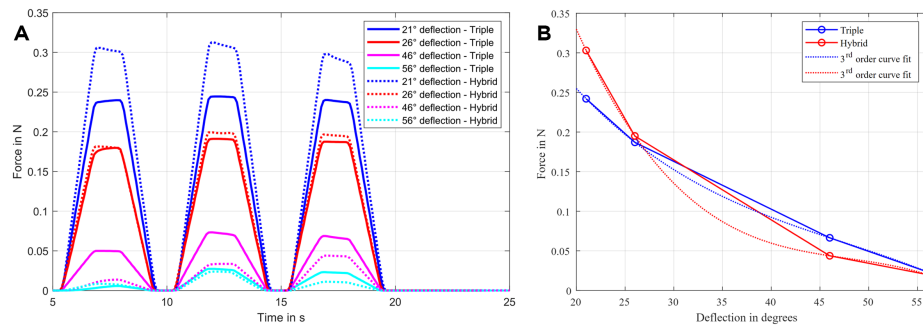 A
0.35
0.3
0.25
0.2
0.15
0.1
0.05
0
Force in N
5
10
15
20
25
Time in s
21° deflection - Triple
26° deflection - Triple
46° deflection - Triple
56° deflection - Triple
21° deflection - Hybrid
26° deflection - Hybrid
46° deflection - Hybrid
56° deflection - Hybrid
B
0.35
0.3
0.25
0.2
0.15
0.1
0.05
0
Force in N
20
25
30
35
40
45
50
55
Deflection in degrees
Triple
Hybrid
3rd order curve fit
3rd order curve fit